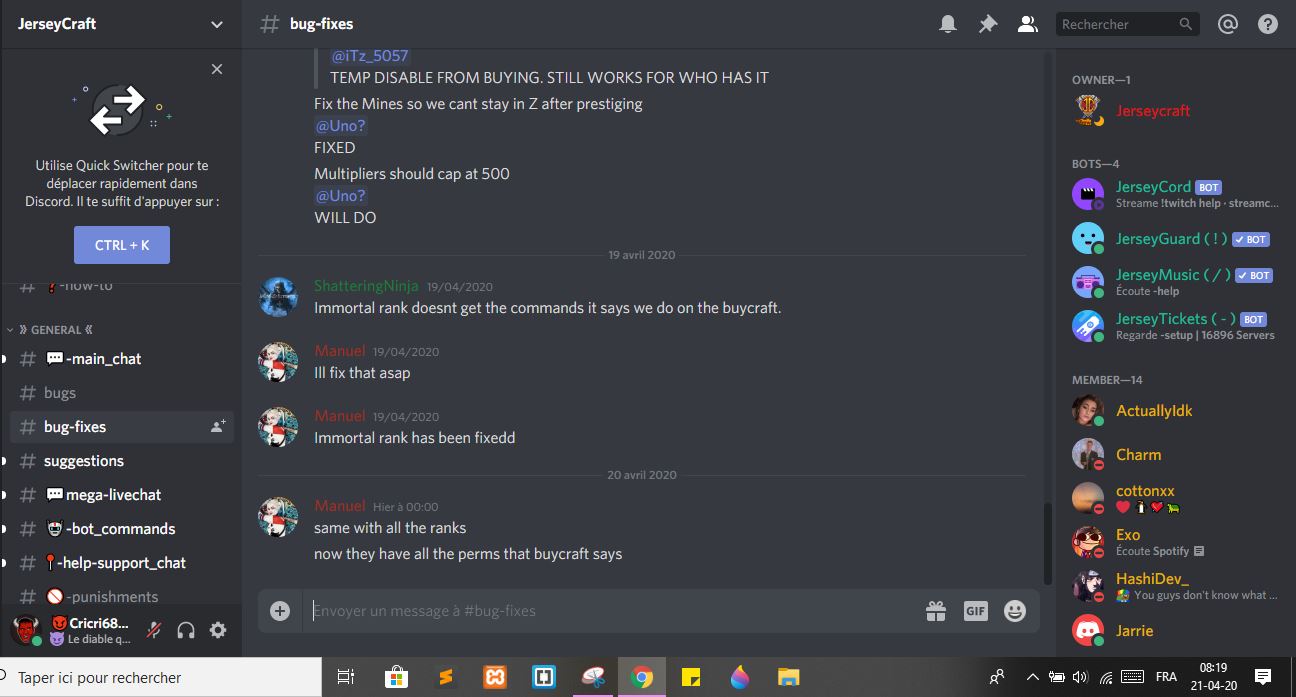 JerseyCraft
Utilise Quick Switcher pour te
déplacer rapidement dans
Discord. Il te suffit d'appuyer sur :
CTRL + K
-how-to
》 GENERAL 《
-main_chat
bugs
bug-fixes
suggestions
mega-livechat
-bot_commands
-help-support_chat
-punishments
Cricri68...
Le diable q...
# bug-fixes
Rechercher
@iTz_5057
TEMP DISABLE FROM BUYING. STILL WORKS FOR WHO HAS IT
Fix the Mines so we cant stay in Z after prestiging
@Uno?
FIXED
Multipliers should cap at 500
@Uno?
WILL DO
19 avril 2020
ShatteringNinja 19/04/2020
Immortal rank doesnt get the commands it says we do on the buycraft.
Manuel 19/04/2020
Ill fix that asap
Manuel 19/04/2020
Immortal rank has been fixedd
20 avril 2020
Manuel Hier à 00:00
same with all the ranks
now they have all the perms that buycraft says
Envoyer un message à #bug-fixes
GIF
OWNER—1
Jerseycraft
BOTS—4
JerseyCord BOT
Streame !twitch help · streamc...
JerseyGuard ( ! ) ✓ BOT
JerseyMusic ( / ) ✓ BOT
Écoute -help
JerseyTickets ( - ) BOT
Regarde -setup | 16896 Servers
MEMBER—14
ActuallyIdk
Charm
cottonxx
Exo
Écoute Spotify
HashiDev_
You guys don't know what ...
Jarrie
Taper ici pour rechercher
FRA
08:19
21-04-20